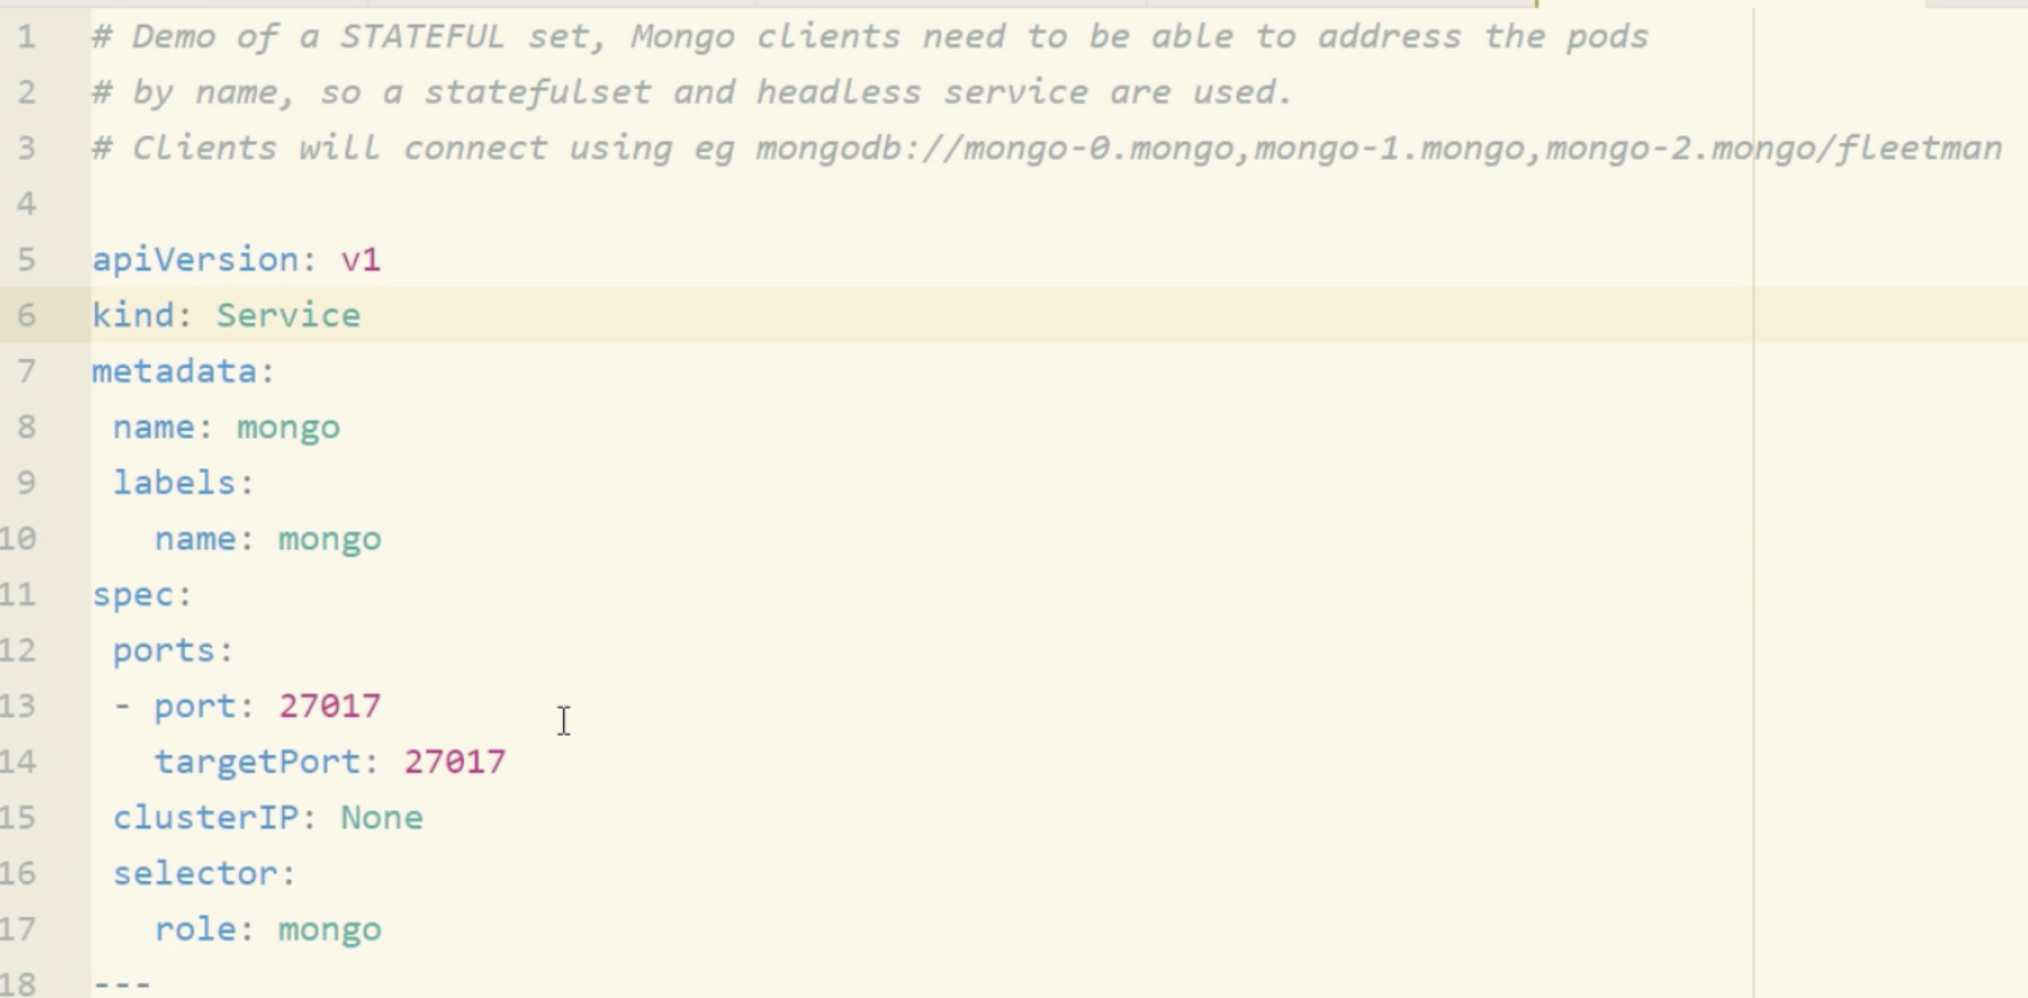 1 # Demo of a STATEFUL set, Mongo clients need to be able to address the pods
2 # by name, so a statefulset and headless service are used.
3 # Clients will connect using eg mongodb://mongo-0.mongo,mongo-1.mongo,mongo-2.mongo/fleetman
4
5 apiVersion: v1
6 kind: Service
7 metadata:
8  name: mongo
9  labels:
10    name: mongo
11 spec:
12  ports:
13  - port: 27017
14    targetPort: 27017
15  clusterIP: None
16  selector:
17    role: mongo
18 ---